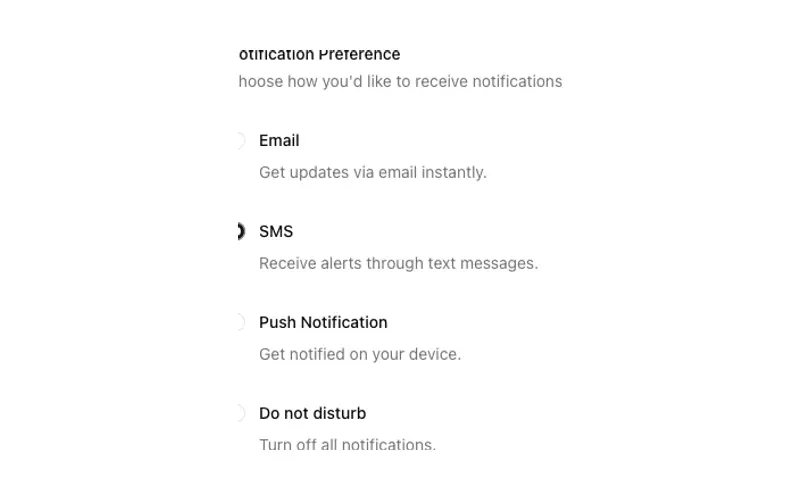 otification Preference
hoose how you'd like to receive notifications
Email
Get updates via email instantly.
SMS
Receive alerts through text messages.
Push Notification
Get notified on your device.
Do not disturb
Turn off all notifications.